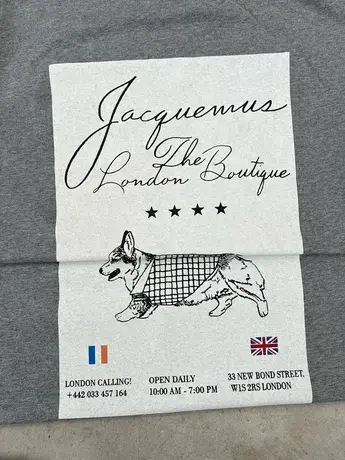 Jacquemus
The
London Boutique
LONDON CALLING!
+442 033 457 164
OPEN DAILY
10:00 AM - 7:00 PM
33 NEW BOND STREET,
W1S 2RS LONDON